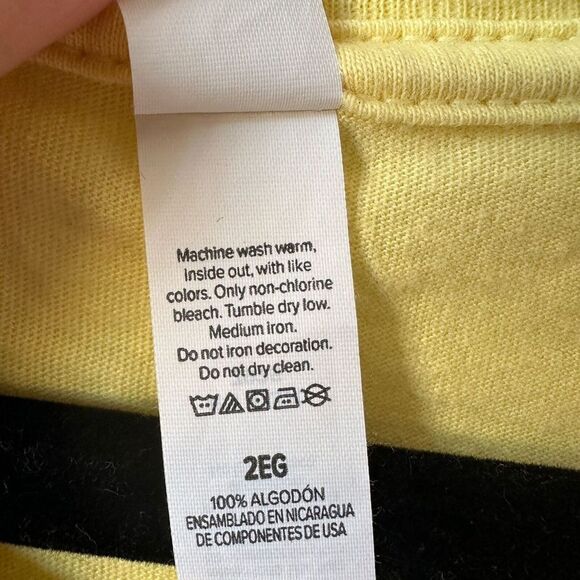 Machine wash warm,
inside out, with like
colors. Only non-chlorine
bleach. Tumble dry low.
Medium iron.
Do not iron decoration.
Do not dry clean.
2EG
100% ALGODÓN
ENSAMBLADO EN NICARAGUA
DE COMPONENTES DE USA